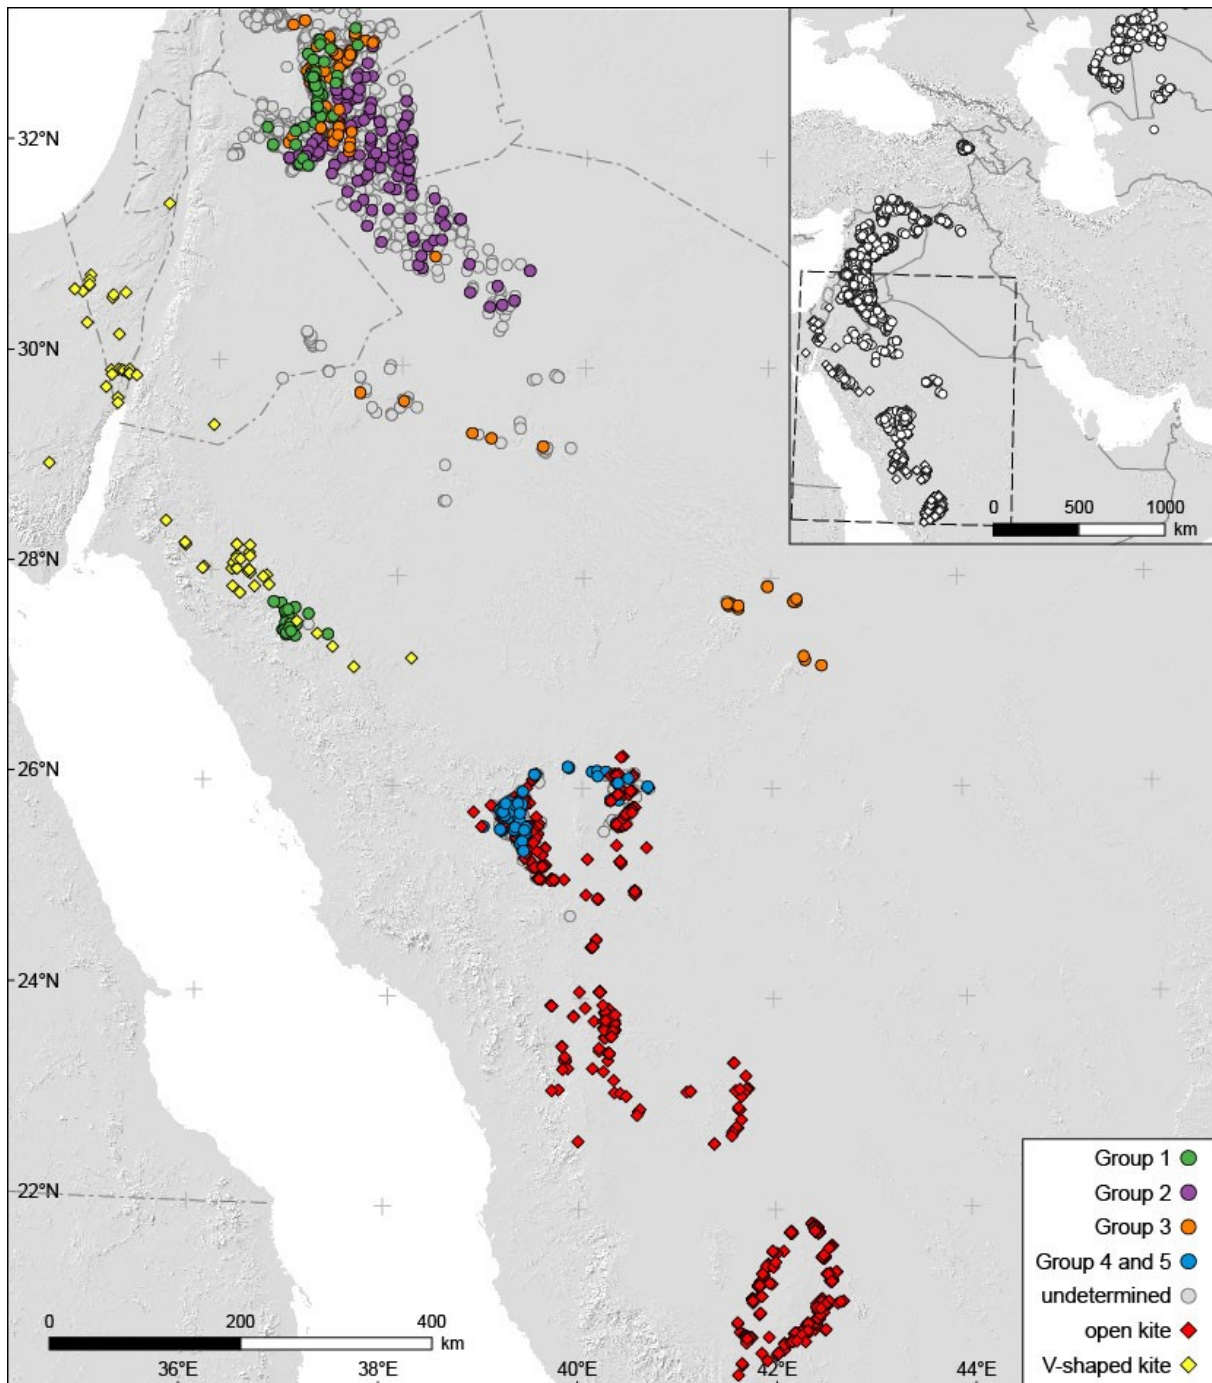 32°N
30°N
28°N
26°N
24°N
22°N
0 500 1000
km
Group 1
Group 2
Group 3
Group 4 and 5
undetermined
open kite
V-shaped kite
0 200 400
km
36°E 38°E 40°E 42°E 44°E